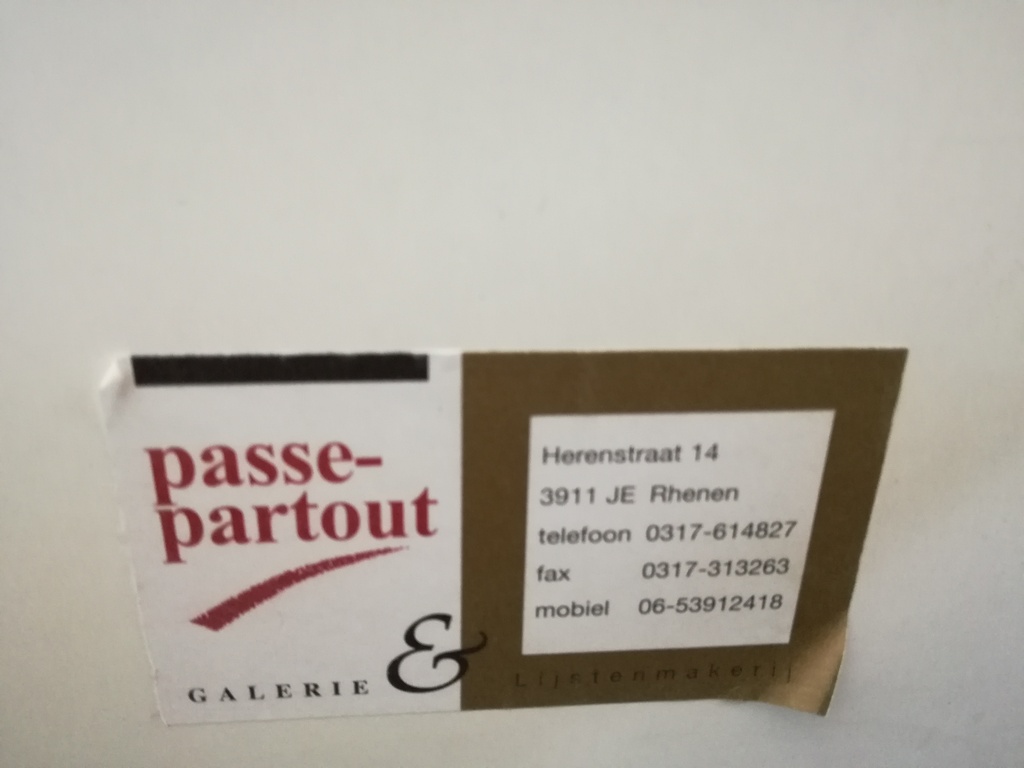 passe-
partout
GALERIE & Lijstenmakerij
Herenstraat 14
3911 JE Rhenen
telefoon 0317-614827
fax 0317-313263
mobiel 06-53912418